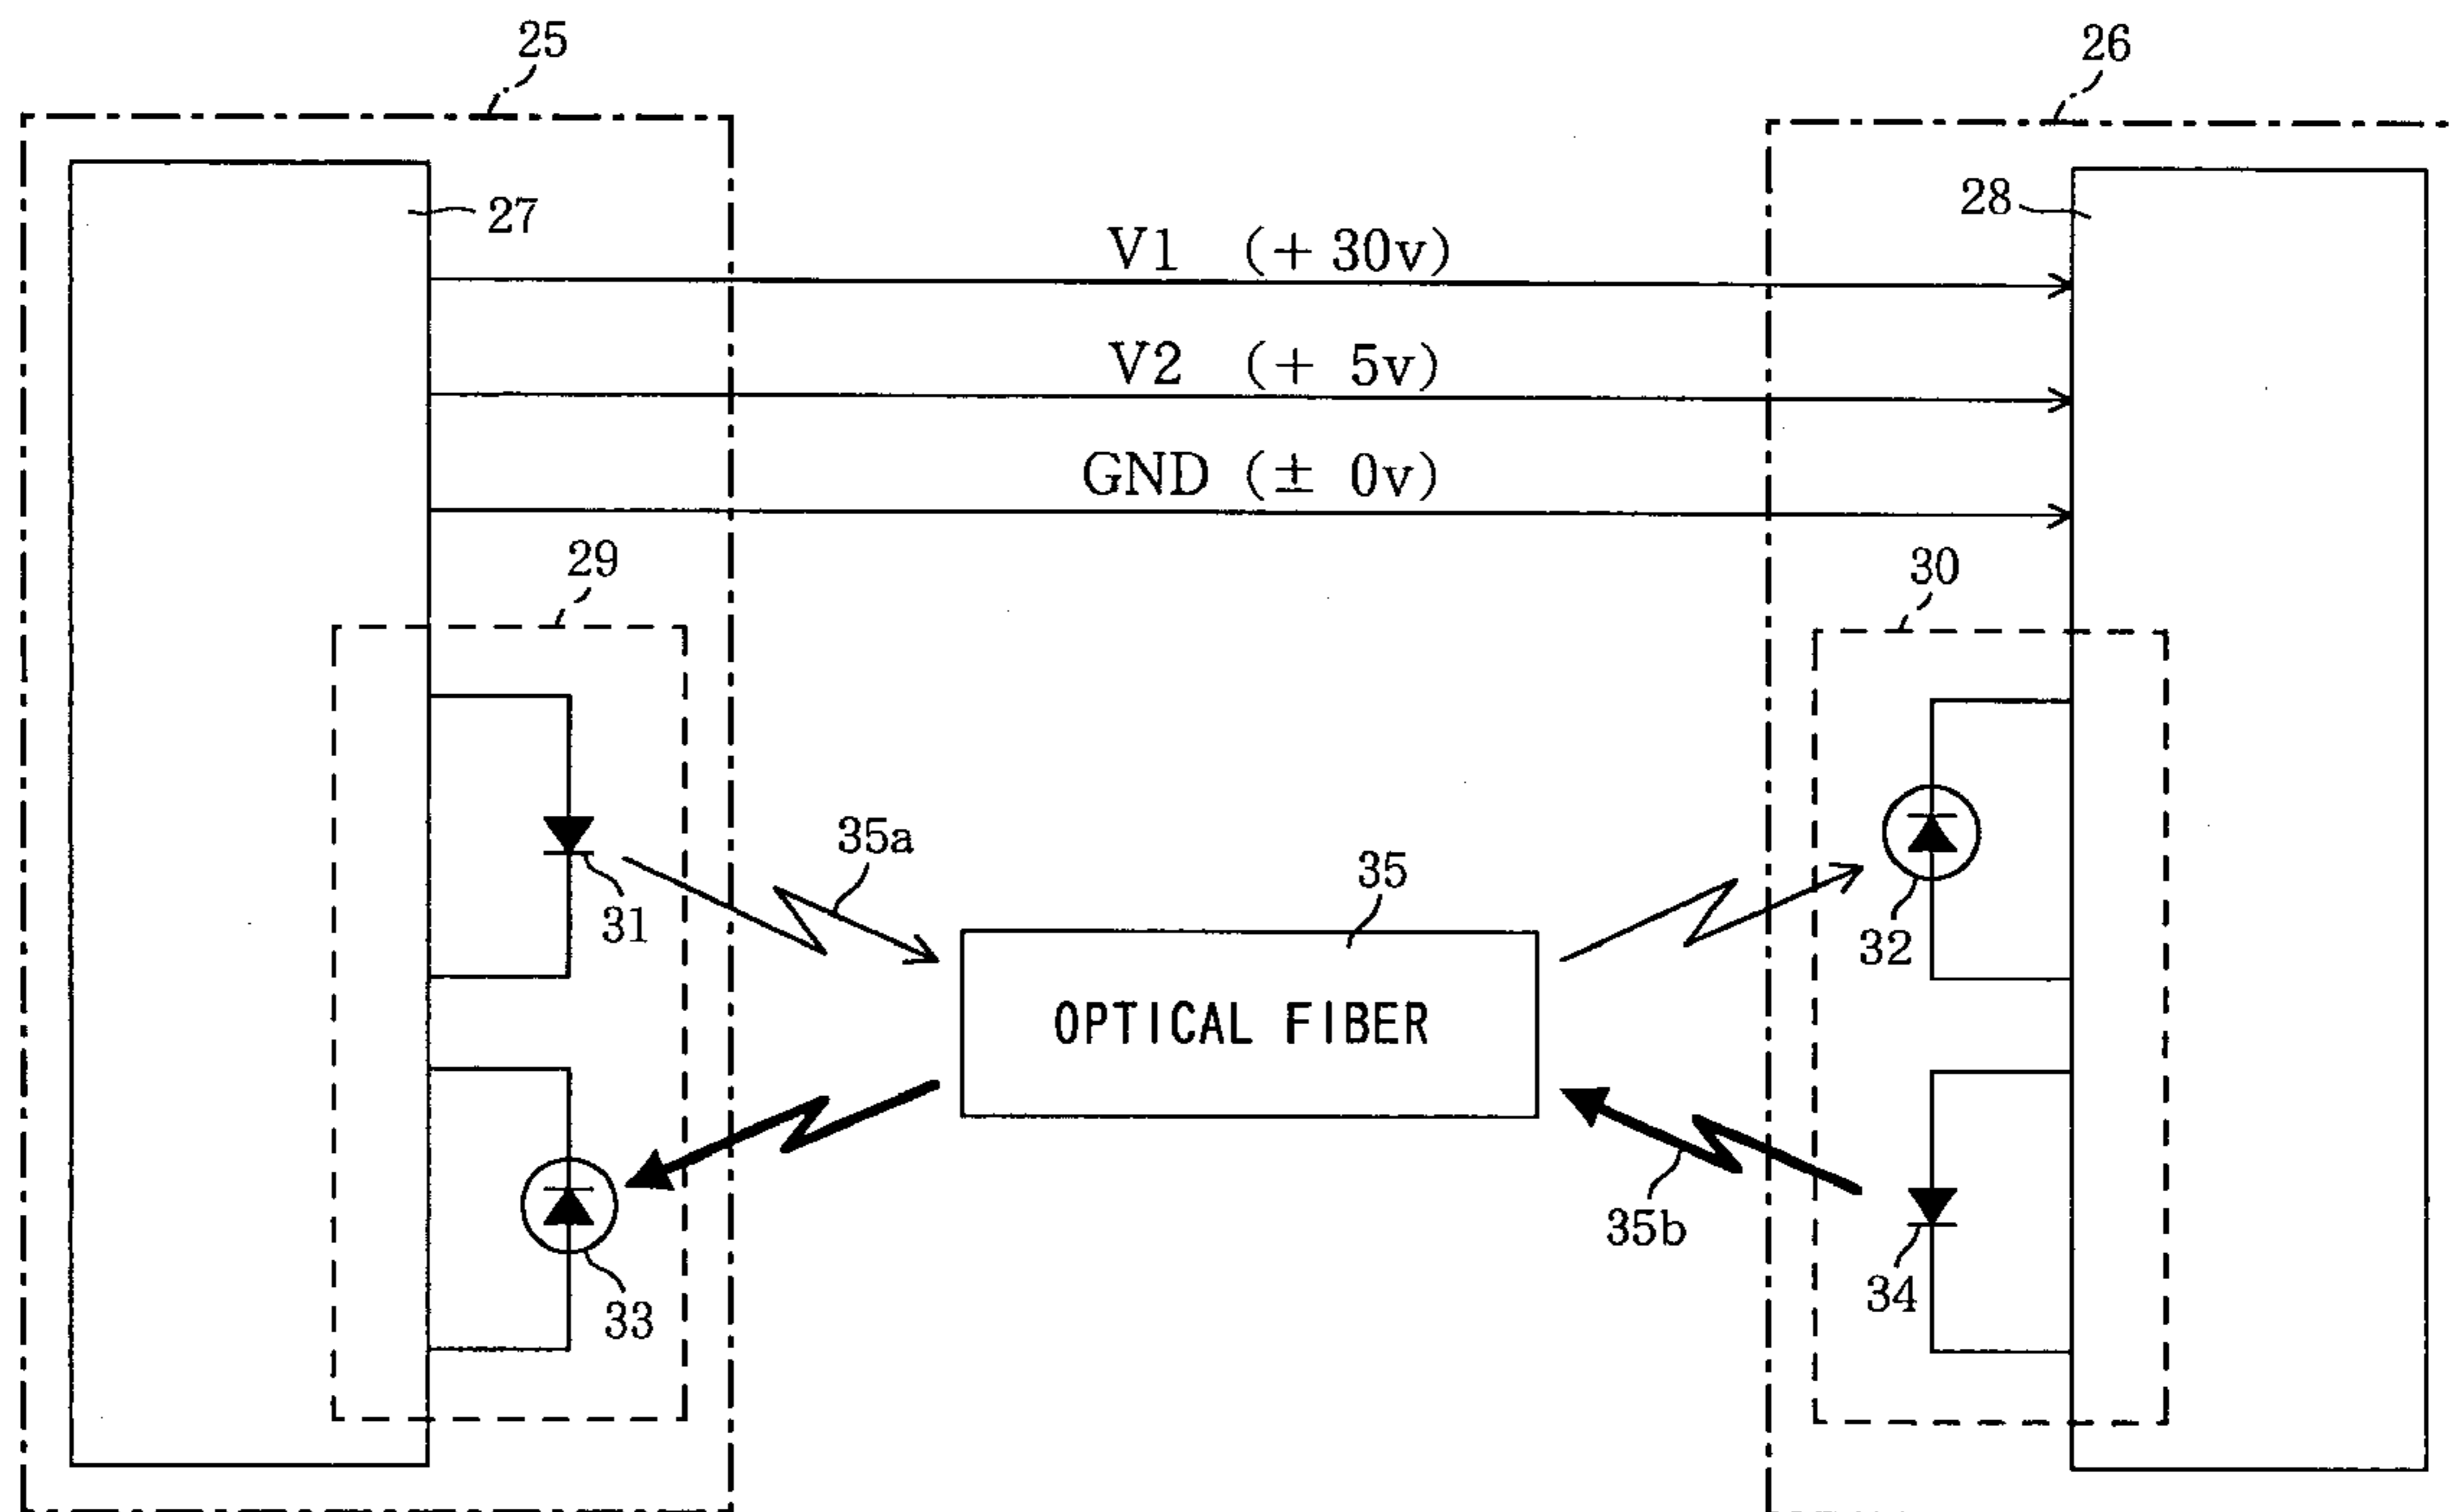 25
26
27
28
V1 (+ 30v)
V2 (+ 5v)
GND (± 0v)
29
30
35a
35
31
32
OPTICAL FIBER
35b
33
34